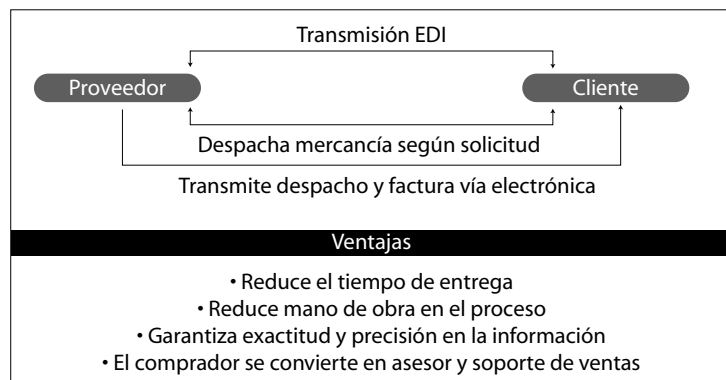 Transmisión EDI
Proveedor
Cliente
Despacha mercancía según solicitud
Transmite despacho y factura vía electrónica
Ventajas
• Reduce el tiempo de entrega
• Reduce mano de obra en el proceso
• Garantiza exactitud y precisión en la información
• El comprador se convierte en asesor y soporte de ventas